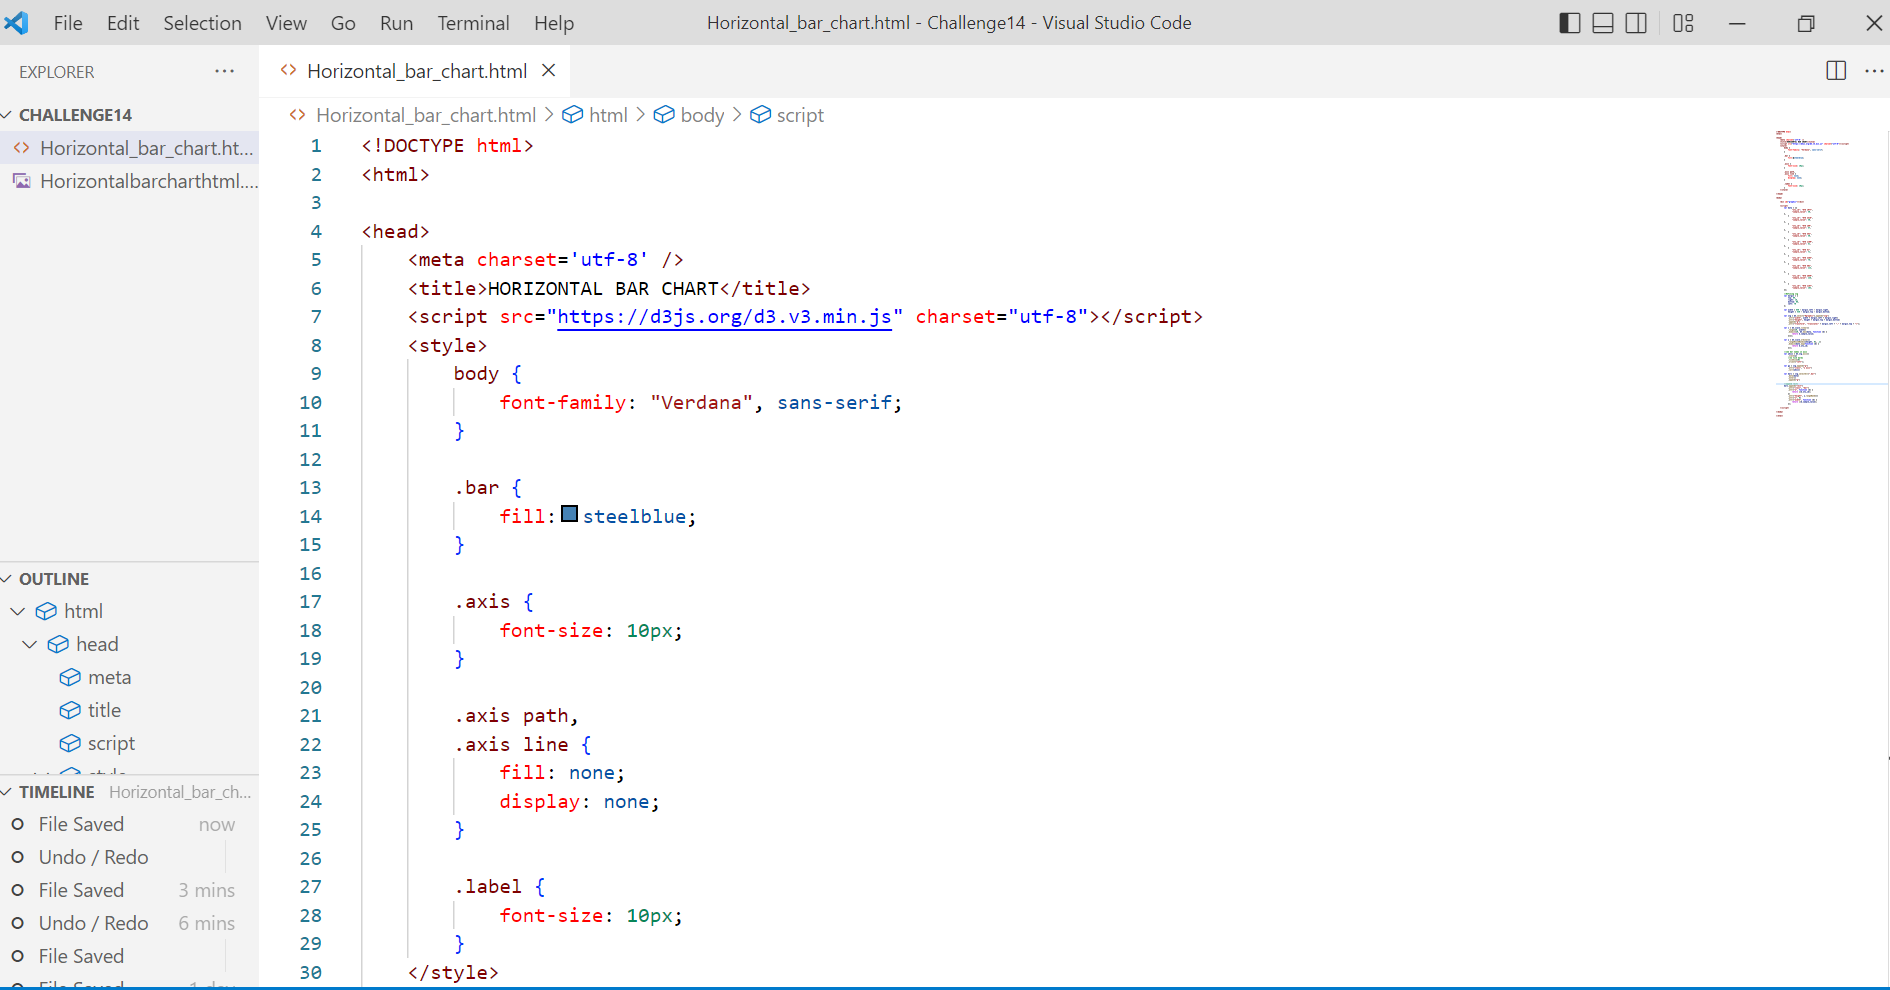 File Edit Selection View Go Run Terminal Help
Horizontal_bar_chart.html - Challenge14 - Visual Studio Code
EXPLORER
CHALLENGE14
Horizontal_bar_chart.ht...
Horizontalbarcharthtml....
OUTLINE
html
head
meta
title
script
style
TIMELINE Horizontal_bar_ch...
File Saved now
Undo / Redo
File Saved 3 mins
Undo / Redo 6 mins
File Saved
File Saved 1 day
Horizontal_bar_chart.html
Horizontal_bar_chart.html > html > body > script
1 <!DOCTYPE html>
2 <html>
3
4 <head>
5 <meta charset='utf-8' />
6 <title>HORIZONTAL BAR CHART</title>
7 <script src="https://d3js.org/d3.v3.min.js" charset="utf-8"></script>
8 <style>
9 body {
10 font-family: "Verdana", sans-serif;
11 }
12
13 .bar {
14 fill: steelblue;
15 }
16
17 .axis {
18 font-size: 10px;
19 }
20
21 .axis path,
22 .axis line {
23 fill: none;
24 display: none;
25 }
26
27 .label {
28 font-size: 10px;
29 }
30 </style>